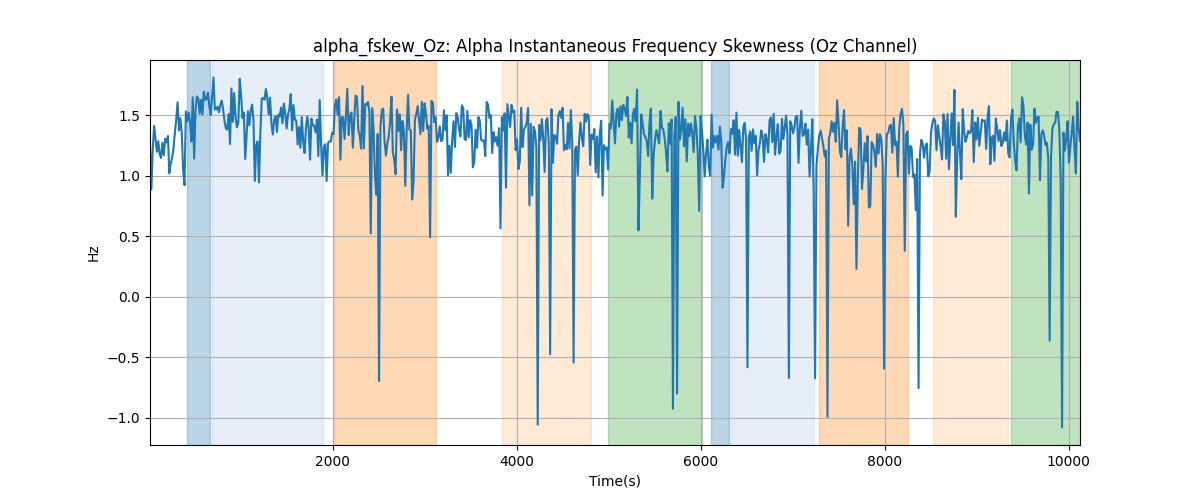 alpha_fskew_Oz: Alpha Instantaneous Frequency Skewness (Oz Channel)
1.5
1.0
0.5
0.0
−0.5
−1.0
Hz
2000 4000 6000 8000 10000
Time(s)